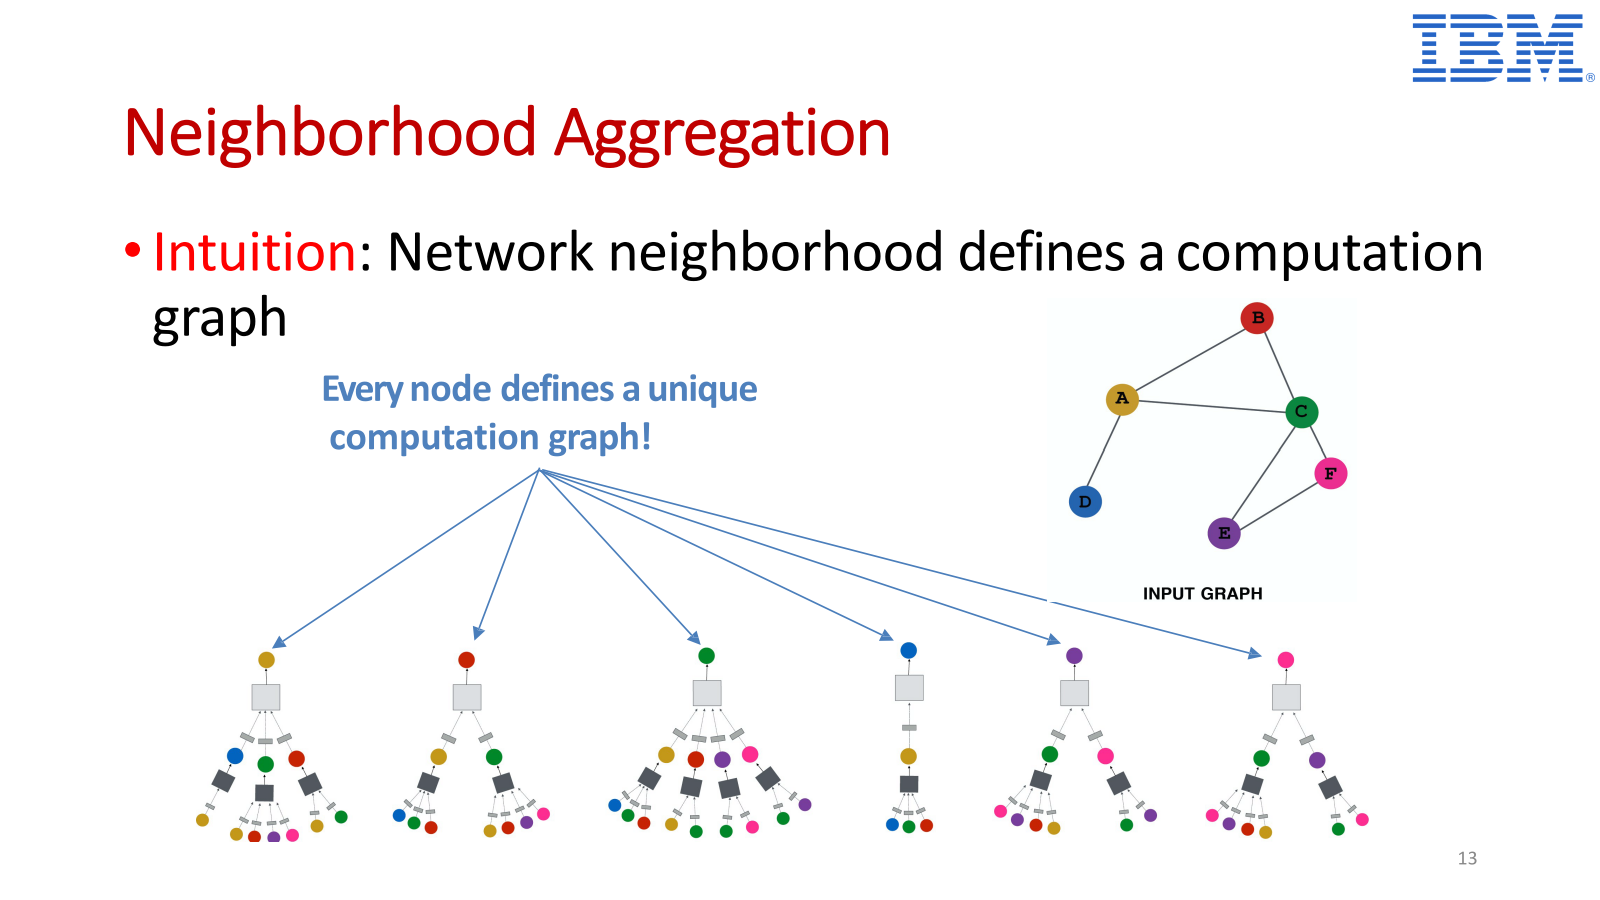 IBM®
Neighborhood Aggregation
• Intuition: Network neighborhood defines a computation
graph
Every node defines a unique
computation graph!
B
A
C
F
D
E
INPUT GRAPH
13